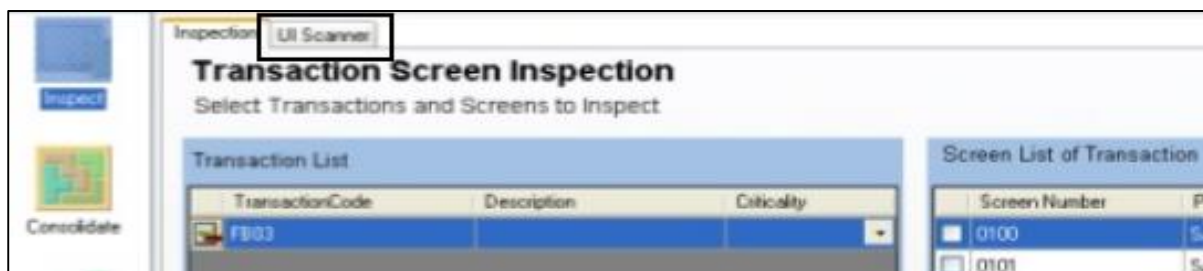 Inspection UI Scanner
Transaction Screen Inspection
Select Transactions and Screens to Inspect
Inspect
Transaction List
TransactionCode Description Criticality
FB03
Consolidate
Screen List of Transaction
Screen Number
0100
0101